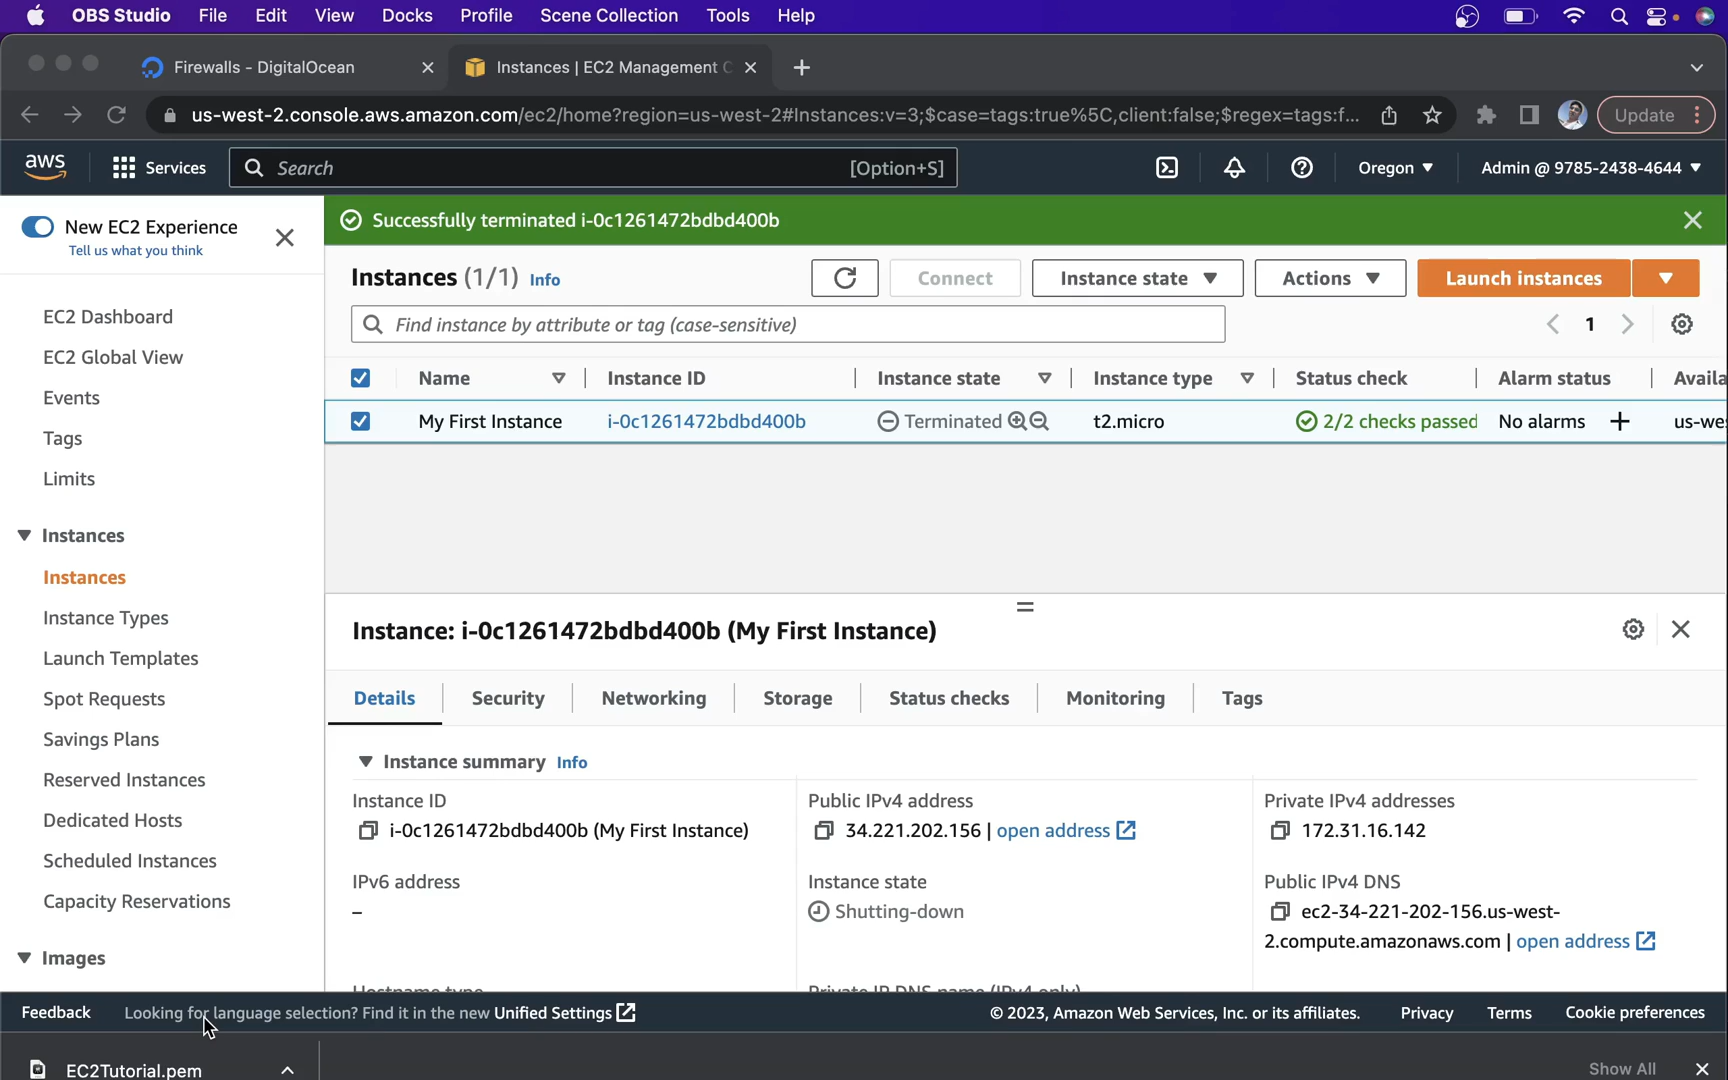 OBS Studio File Edit View Docks Profile Scene Collection Tools Help
Firewalls - DigitalOcean
Instances | EC2 Management C
us-west-2.console.aws.amazon.com/ec2/home?region=us-west-2#Instances:v=3;$case=tags:true%5C,client:false;$regex=tags:f...
Update
aws
Services
Search
[Option+S]
Oregon
Admin @ 9785-2438-4644
New EC2 Experience
Tell us what you think
EC2 Dashboard
EC2 Global View
Events
Tags
Limits
Instances
Instances
Instance Types
Launch Templates
Spot Requests
Savings Plans
Reserved Instances
Dedicated Hosts
Scheduled Instances
Capacity Reservations
Images
Successfully terminated i-0c1261472bdbd400b
Instances (1/1) Info
Connect
Instance state
Actions
Launch instances
Find instance by attribute or tag (case-sensitive)
1
Name Instance ID Instance state Instance type Status check Alarm status Availa
My First Instance i-0c1261472bdbd400b Terminated t2.micro 2/2 checks passed No alarms + us-wes
Instance: i-0c1261472bdbd400b (My First Instance)
Details Security Networking Storage Status checks Monitoring Tags
Instance summary Info
Instance ID
i-0c1261472bdbd400b (My First Instance)
Public IPv4 address
34.221.202.156 | open address
Private IPv4 addresses
172.31.16.142
IPv6 address
–
Instance state
Shutting-down
Public IPv4 DNS
ec2-34-221-202-156.us-west-
2.compute.amazonaws.com | open address
Hostname type
Private IP DNS name (IPv4 only)
Feedback
Looking for language selection? Find it in the new Unified Settings
© 2023, Amazon Web Services, Inc. or its affiliates.
Privacy
Terms
Cookie preferences
EC2Tutorial.pem
Show All